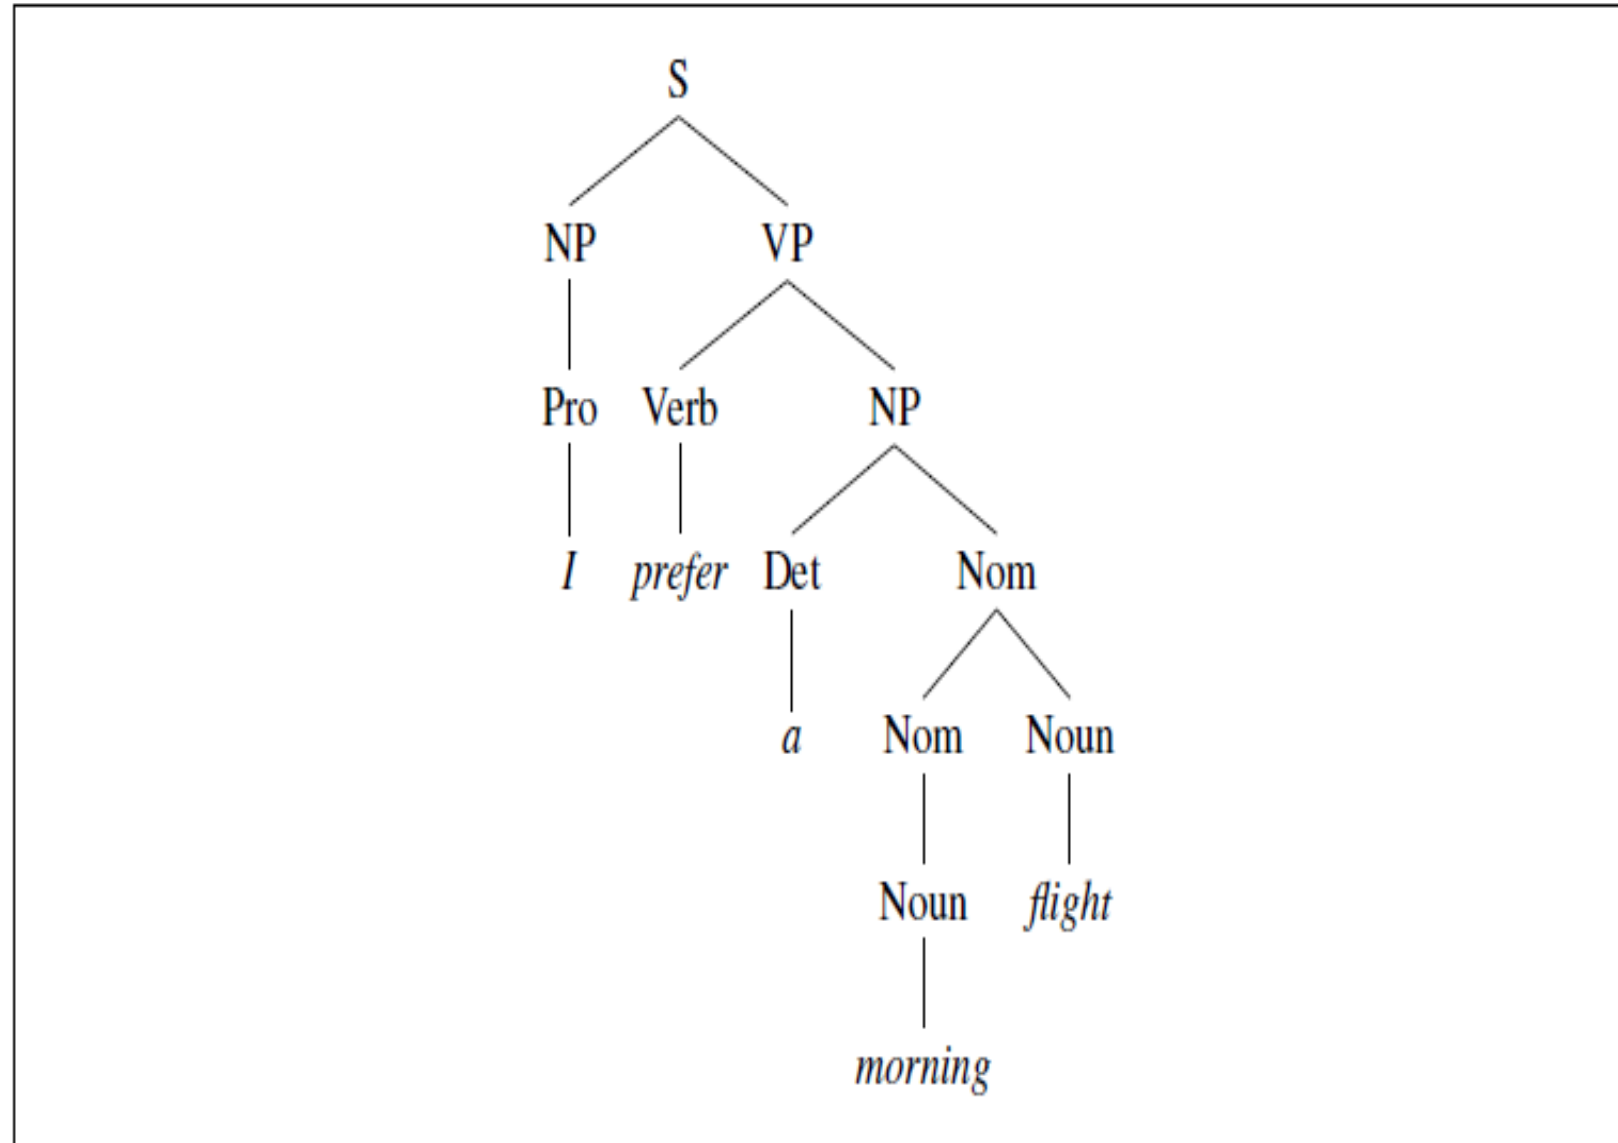 S
NP VP
Pro Verb NP
I prefer Det Nom
a Nom Noun
Noun flight
morning